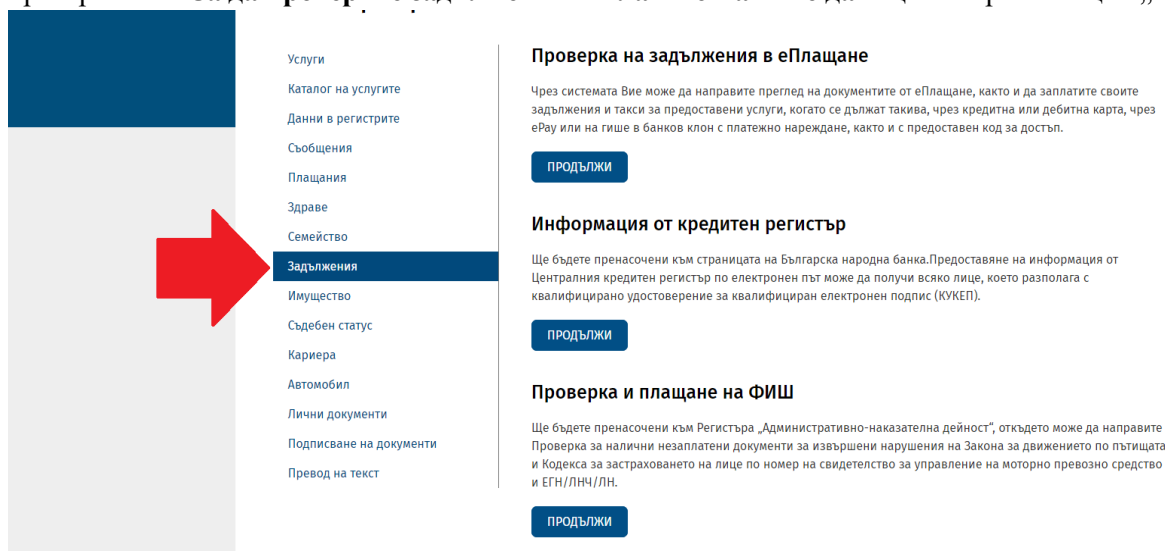 Услуги
Каталог на услугите
Данни в регистрите
Съобщения
Плащания
Здраве
Семейство
Задължения
Имущество
Съдебен статус
Кариера
Автомобил
Лични документи
Подписване на документи
Превод на текст
Проверка на задължения в еПлащане
Чрез системата Вие може да направите преглед на документите от еПлащане, както и да заплатите своите
задължения и такси за предоставени услуги, когато се дължат такива, чрез кредитна или дебитна карта, чрез
ePay или на гише в банков клон с платежно нареждане, както и с предоставен код за достъп.
ПРОДЪЛЖИ
Информация от кредитен регистър
Ще бъдете пренасочени към страницата на Българска народна банка.Предоставяне на информация от
Централния кредитен регистър по електронен път може да получи всяко лице, което разполага с
квалифицирано удостоверение за квалифициран електронен подпис (КУКЕП).
ПРОДЪЛЖИ
Проверка и плащане на ФИШ
Ще бъдете пренасочени към Регистъра „Административно-наказателна дейност“, откъдето може да направите
Проверка за налични незаплатени документи за извършени нарушения на Закона за движението по пътищата
и Кодекса за застраховането на лице по номер на свидетелство за управление на моторно превозно средство
и ЕГН/ЛНЧ/ЛН.
ПРОДЪЛЖИ